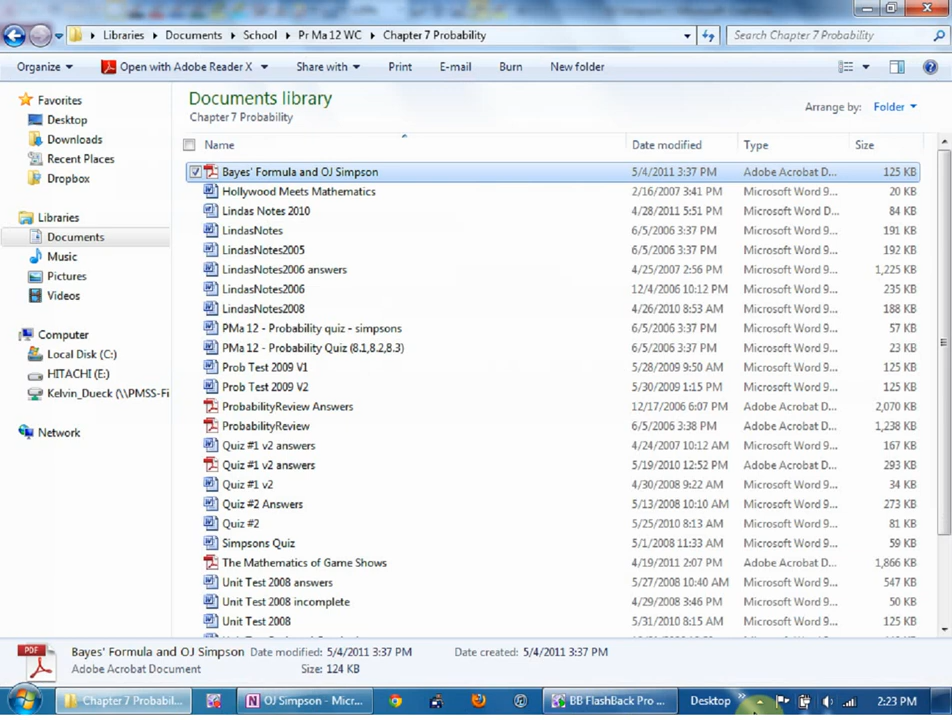 Libraries Documents School Pr Ma 12 WC Chapter 7 Probability Search Chapter 7 Probability
Organize Open with Adobe Reader X Share with Print E-mail Burn New folder
Favorites
Desktop
Downloads
Recent Places
Dropbox
Libraries
Documents
Music
Pictures
Videos
Computer
Local Disk (C:)
HITACHI (E:)
Kelvin_Dueck (\\PMSS-Fi
Network
Documents library
Chapter 7 Probability
Arrange by: Folder
Name Date modified Type Size
Bayes' Formula and OJ Simpson 5/4/2011 3:37 PM Adobe Acrobat D... 125 KB
Hollywood Meets Mathematics 2/16/2007 3:41 PM Microsoft Word 9... 20 KB
Lindas Notes 2010 4/28/2011 5:51 PM Microsoft Word D... 84 KB
LindasNotes 6/5/2006 3:37 PM Microsoft Word 9... 191 KB
LindasNotes2005 6/5/2006 3:37 PM Microsoft Word 9... 192 KB
LindasNotes2006 answers 4/25/2007 2:56 PM Microsoft Word 9... 1,225 KB
LindasNotes2006 12/4/2006 10:12 PM Microsoft Word 9... 235 KB
LindasNotes2008 4/26/2010 8:53 AM Microsoft Word 9... 188 KB
PMa 12 - Probability quiz - simpsons 6/5/2006 3:37 PM Microsoft Word 9... 57 KB
PMa 12 - Probability Quiz (8.1,8.2,8.3) 6/5/2006 3:37 PM Microsoft Word 9... 23 KB
Prob Test 2009 V1 5/28/2009 9:50 AM Microsoft Word 9... 125 KB
Prob Test 2009 V2 5/30/2009 1:15 PM Microsoft Word 9... 125 KB
ProbabilityReview Answers 12/17/2006 6:07 PM Adobe Acrobat D... 2,070 KB
ProbabilityReview 6/5/2006 3:38 PM Adobe Acrobat D... 1,238 KB
Quiz #1 v2 answers 4/24/2007 10:12 AM Microsoft Word 9... 167 KB
Quiz #1 v2 answers 5/19/2010 12:52 PM Adobe Acrobat D... 293 KB
Quiz #1 v2 4/30/2008 9:22 AM Microsoft Word 9... 34 KB
Quiz #2 Answers 5/13/2008 10:10 AM Microsoft Word 9... 273 KB
Quiz #2 5/25/2010 8:13 AM Microsoft Word 9... 81 KB
Simpsons Quiz 5/1/2008 11:33 AM Microsoft Word 9... 59 KB
The Mathematics of Game Shows 4/19/2011 2:07 PM Adobe Acrobat D... 1,866 KB
Unit Test 2008 answers 5/27/2008 10:40 AM Microsoft Word 9... 547 KB
Unit Test 2008 incomplete 4/29/2008 3:46 PM Microsoft Word 9... 50 KB
Unit Test 2008 5/31/2010 8:15 AM Microsoft Word 9... 120 KB
PDF
Bayes' Formula and OJ Simpson Date modified: 5/4/2011 3:37 PM Date created: 5/4/2011 3:37 PM
Adobe Acrobat Document Size: 124 KB
Chapter 7 Probabil... OJ Simpson - Micr... BB FlashBack Pro ... Desktop 2:23 PM